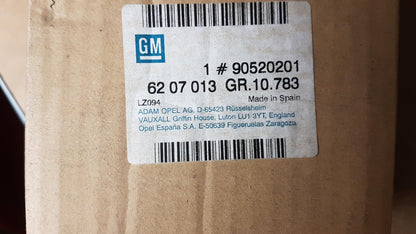 GM
1 # 90520201
62 07 013 GR.10.783
LZ094 Made in Spain
ADAM OPEL AG. D-65423 Rüsselsheim
VAUXALL Griffin House, Luton LU1 3YT, England
Opel España S.A. E-50639 Figueruelas Zaragoza.